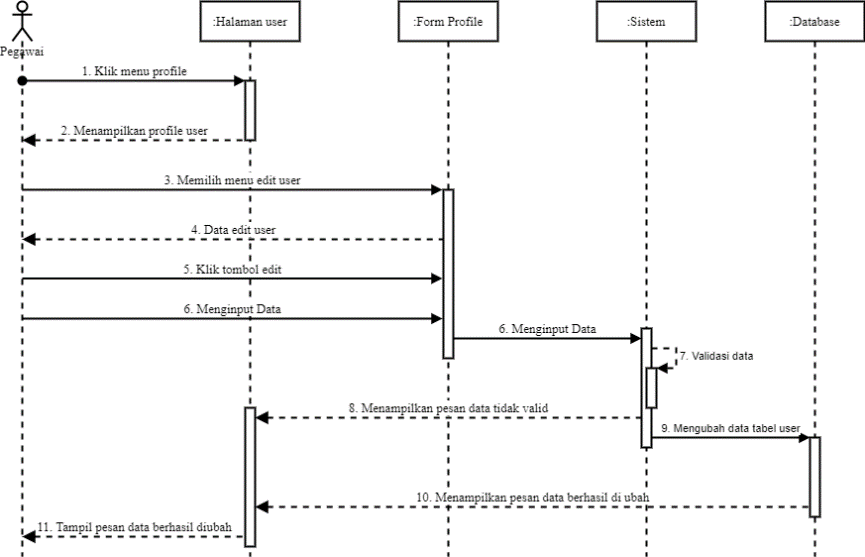 :Halaman user
:Form Profile
:Sistem
:Database
Pegawai
1. Klik menu profile
2. Menampilkan profile user
3. Memilih menu edit user
4. Data edit user
5. Klik tombol edit
6. Menginput Data
6. Menginput Data
7. Validasi data
8. Menampilkan pesan data tidak valid
9. Mengubah data tabel user
10. Menampilkan pesan data berhasil di ubah
11. Tampil pesan data berhasil diubah